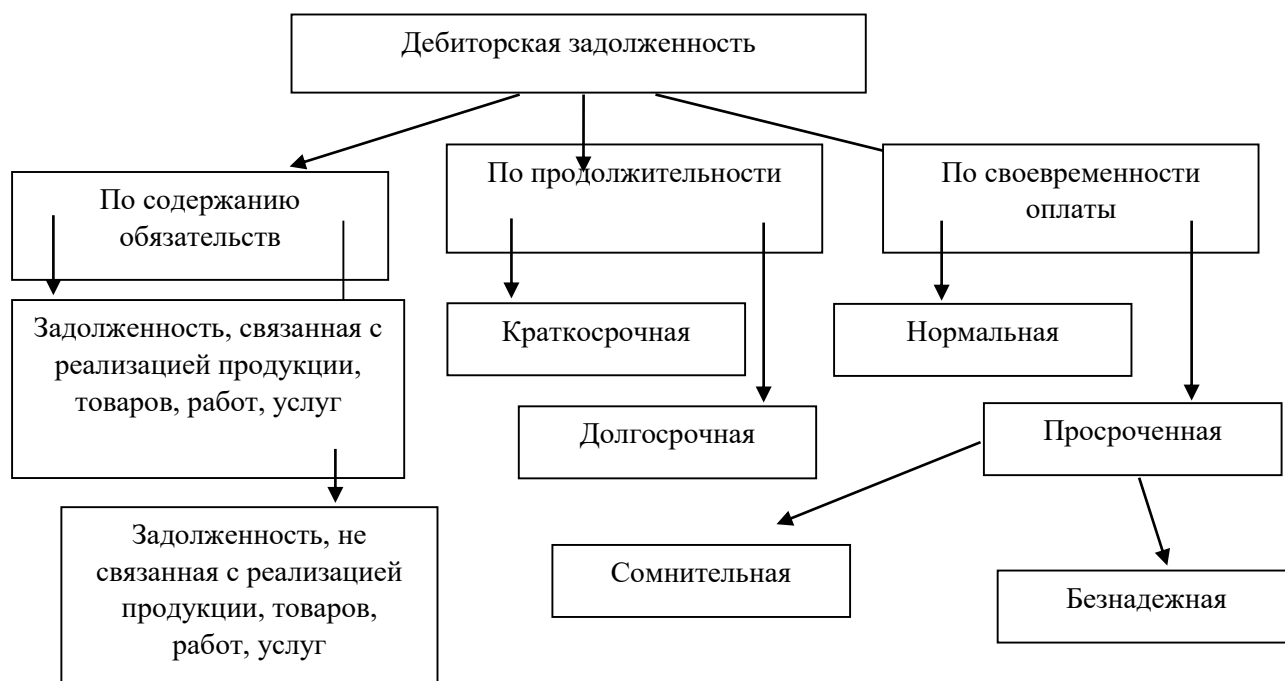 Дебиторская задолженность
По содержанию
обязательств
По продолжительности
По своевременности
оплаты
Задолженность, связанная с
реализацией продукции,
товаров, работ, услуг
Краткосрочная
Нормальная
Долгосрочная
Просроченная
Задолженность, не
связанная с реализацией
продукции, товаров,
работ, услуг
Сомнительная
Безнадежная